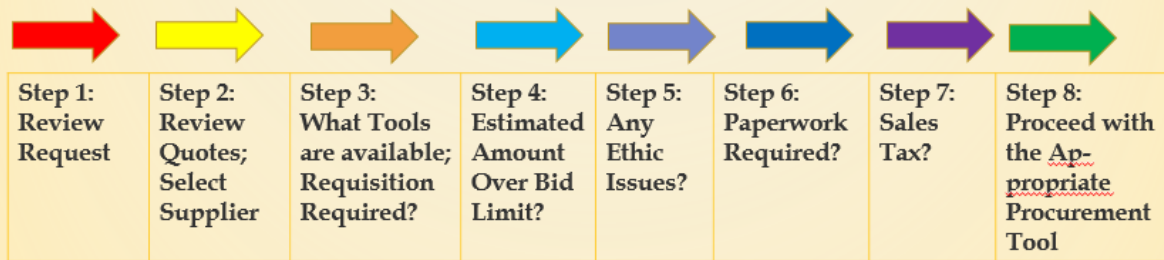 Step 1:
Review
Request
Step 2:
Review
Quotes;
Select
Supplier
Step 3:
What Tools
are available;
Requisition
Required?
Step 4:
Estimated
Amount
Over Bid
Limit?
Step 5:
Any
Ethic
Issues?
Step 6:
Paperwork
Required?
Step 7:
Sales
Tax?
Step 8:
Proceed with
the Ap-
propriate
Procurement
Tool